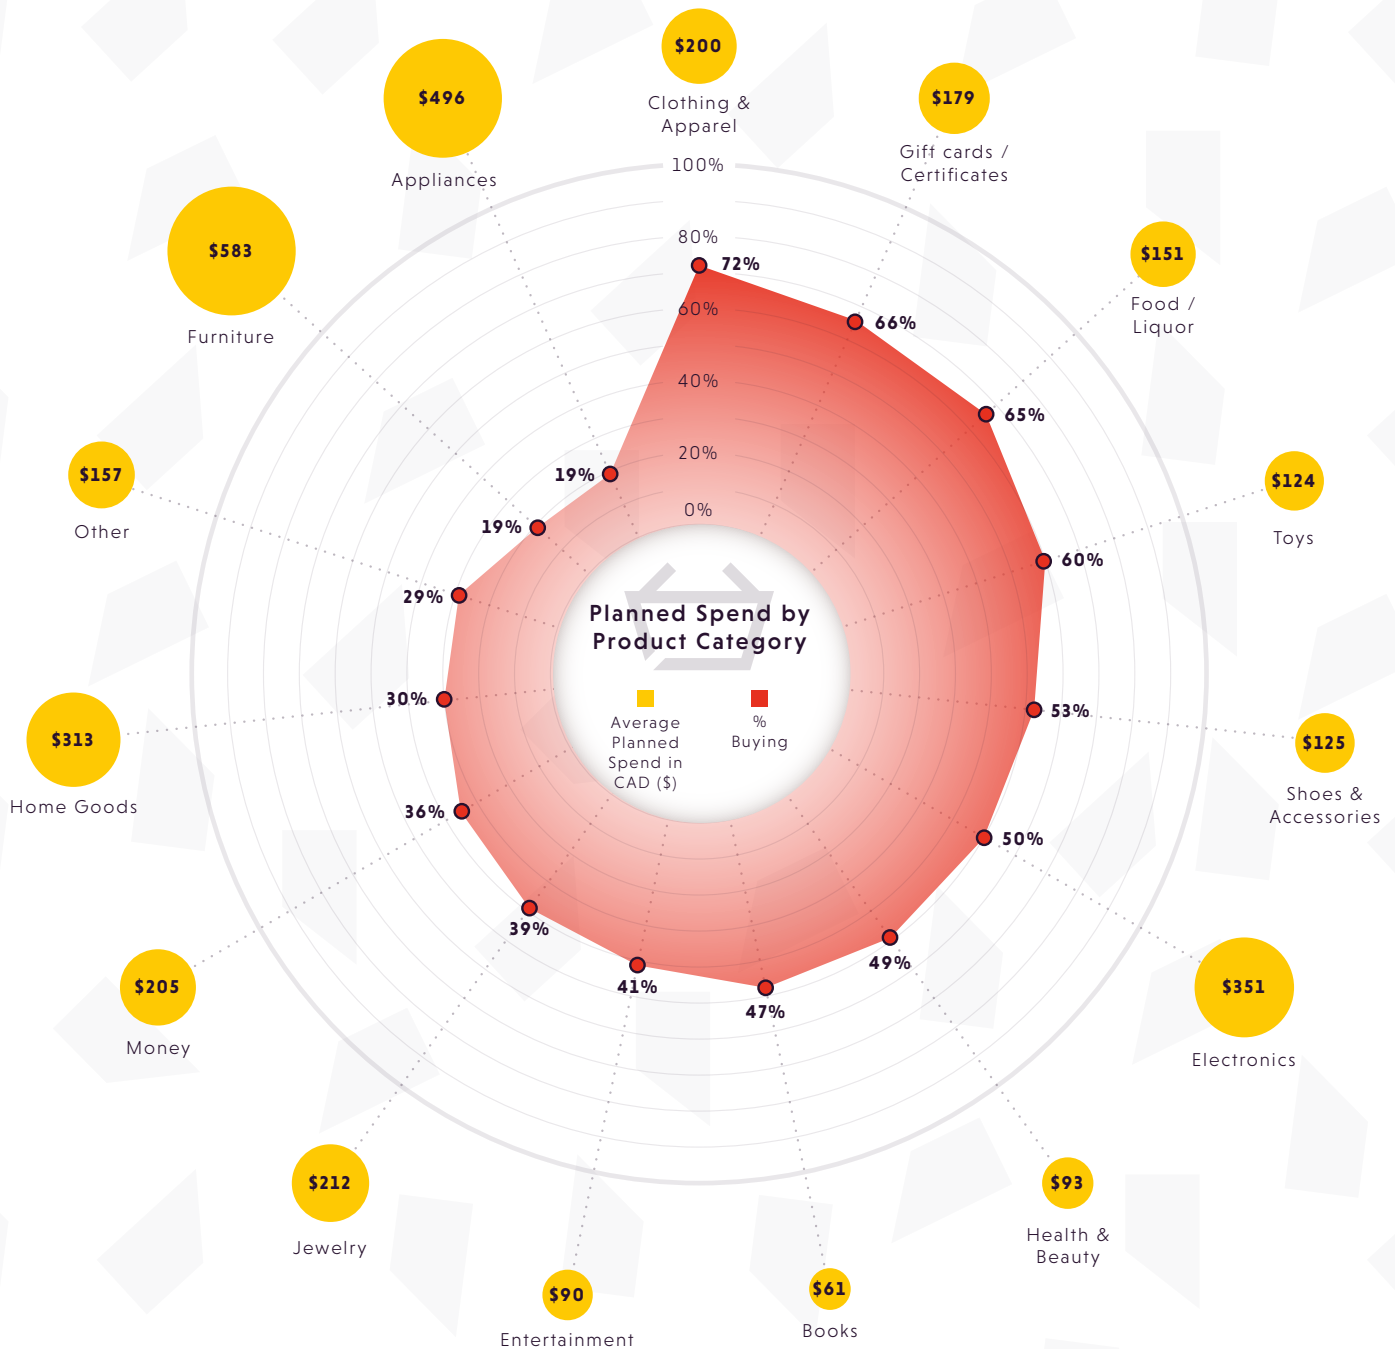 $200
Clothing &
Apparel
$179
Gift cards /
Certificates
$151
Food /
Liquor
$124
Toys
$125
Shoes &
Accessories
$351
Electronics
$93
Health &
Beauty
$61
Books
$90
Entertainment
$212
Jewelry
$205
Money
$313
Home Goods
$157
Other
$583
Furniture
$496
Appliances
100%
80%
60%
40%
20%
0%
72%
66%
65%
60%
53%
50%
49%
47%
41%
39%
36%
30%
29%
19%
19%
Planned Spend by
Product Category
Average
Planned
Spend in
CAD ($)
%
Buying